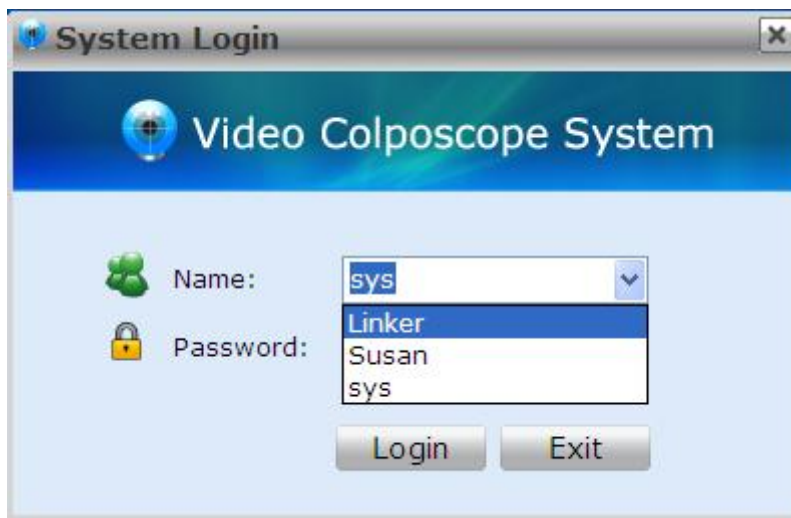 System Login
Video Colposcope System
Name: sys
Linker
Susan
Password:
sys
Login Exit